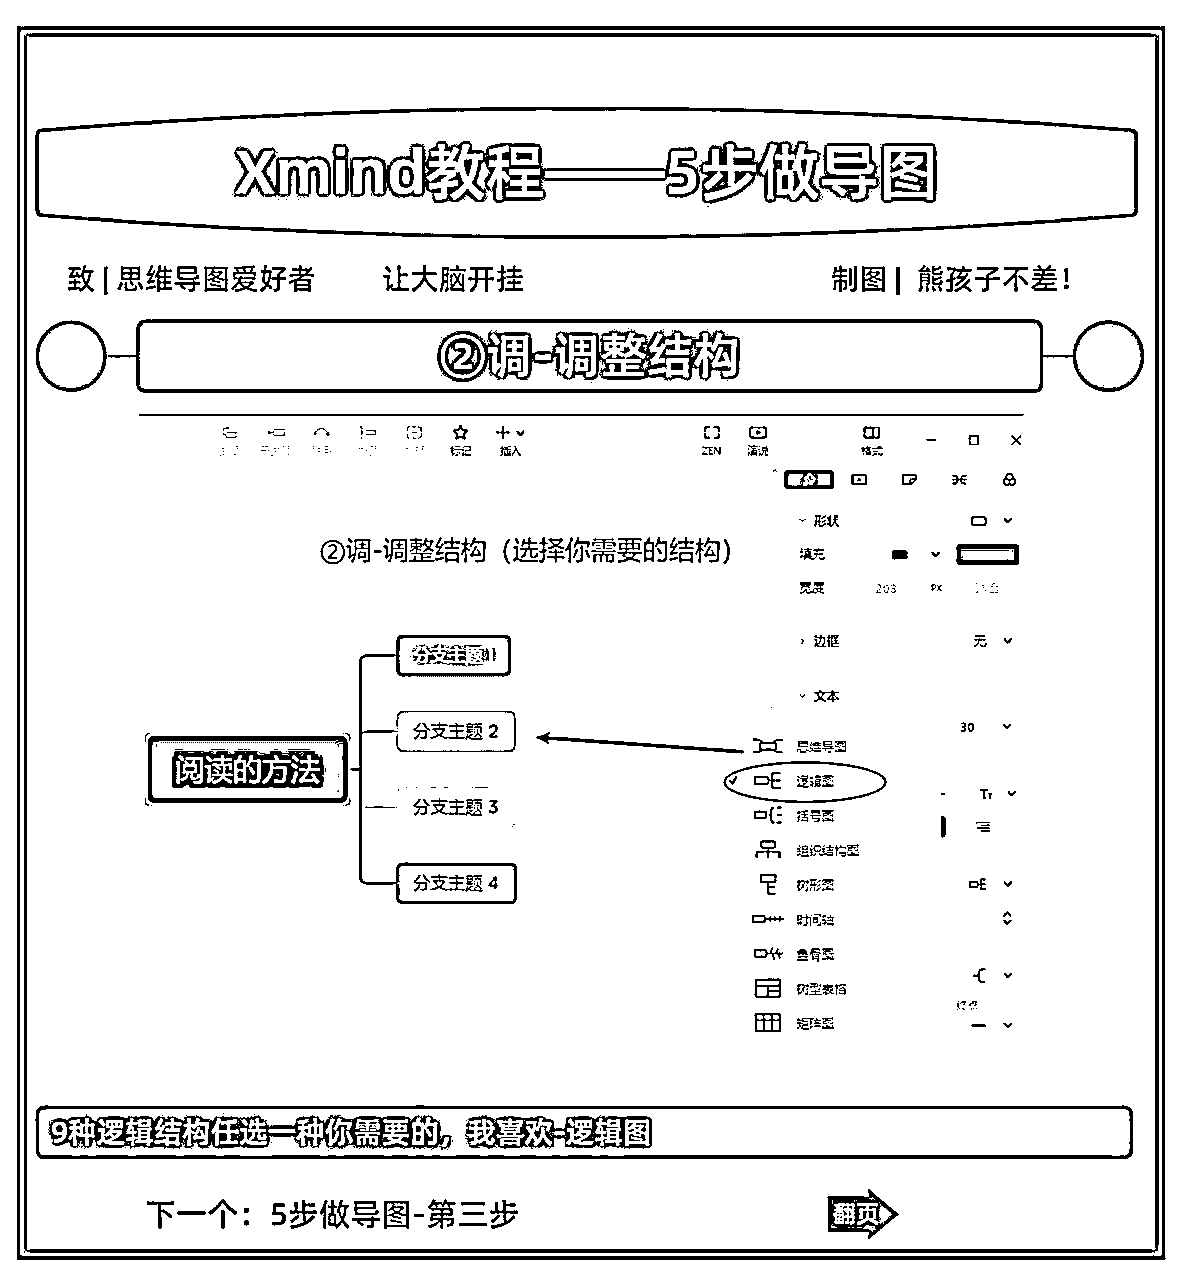 Xmind教程——5步做导图
致 | 思维导图爱好者 让大脑开挂 制图 | 熊孩子不差！
②调-调整结构
标记 插入 ZEN 演说 格式
形状
②调-调整结构（选择你需要的结构）
填充
宽度 px
边框 无
分支主题 1
文本
分支主题 2
30
思维导图
阅读的方法
逻辑图
分支主题 3
Tт
括号图
组织结构图
分支主题 4
树形图
时间轴
鱼骨图
树型表格
矩阵图
9种逻辑结构任选一种你需要的，我喜欢-逻辑图
下一个：5步做导图-第三步
翻页